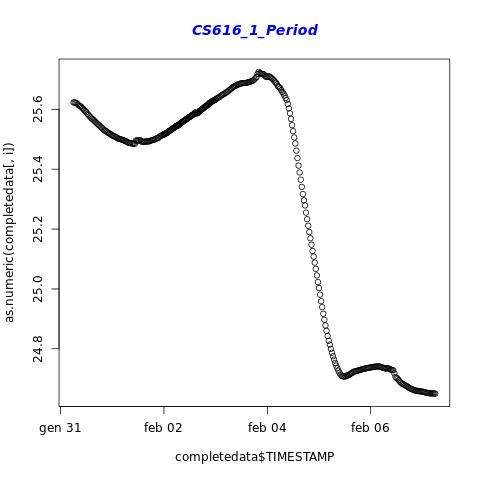 CS616_1_Period
as.numeric(completedata[, i])
25.6
25.4
25.2
25.0
24.8
gen 31
feb 02
feb 04
feb 06
completedata$TIMESTAMP